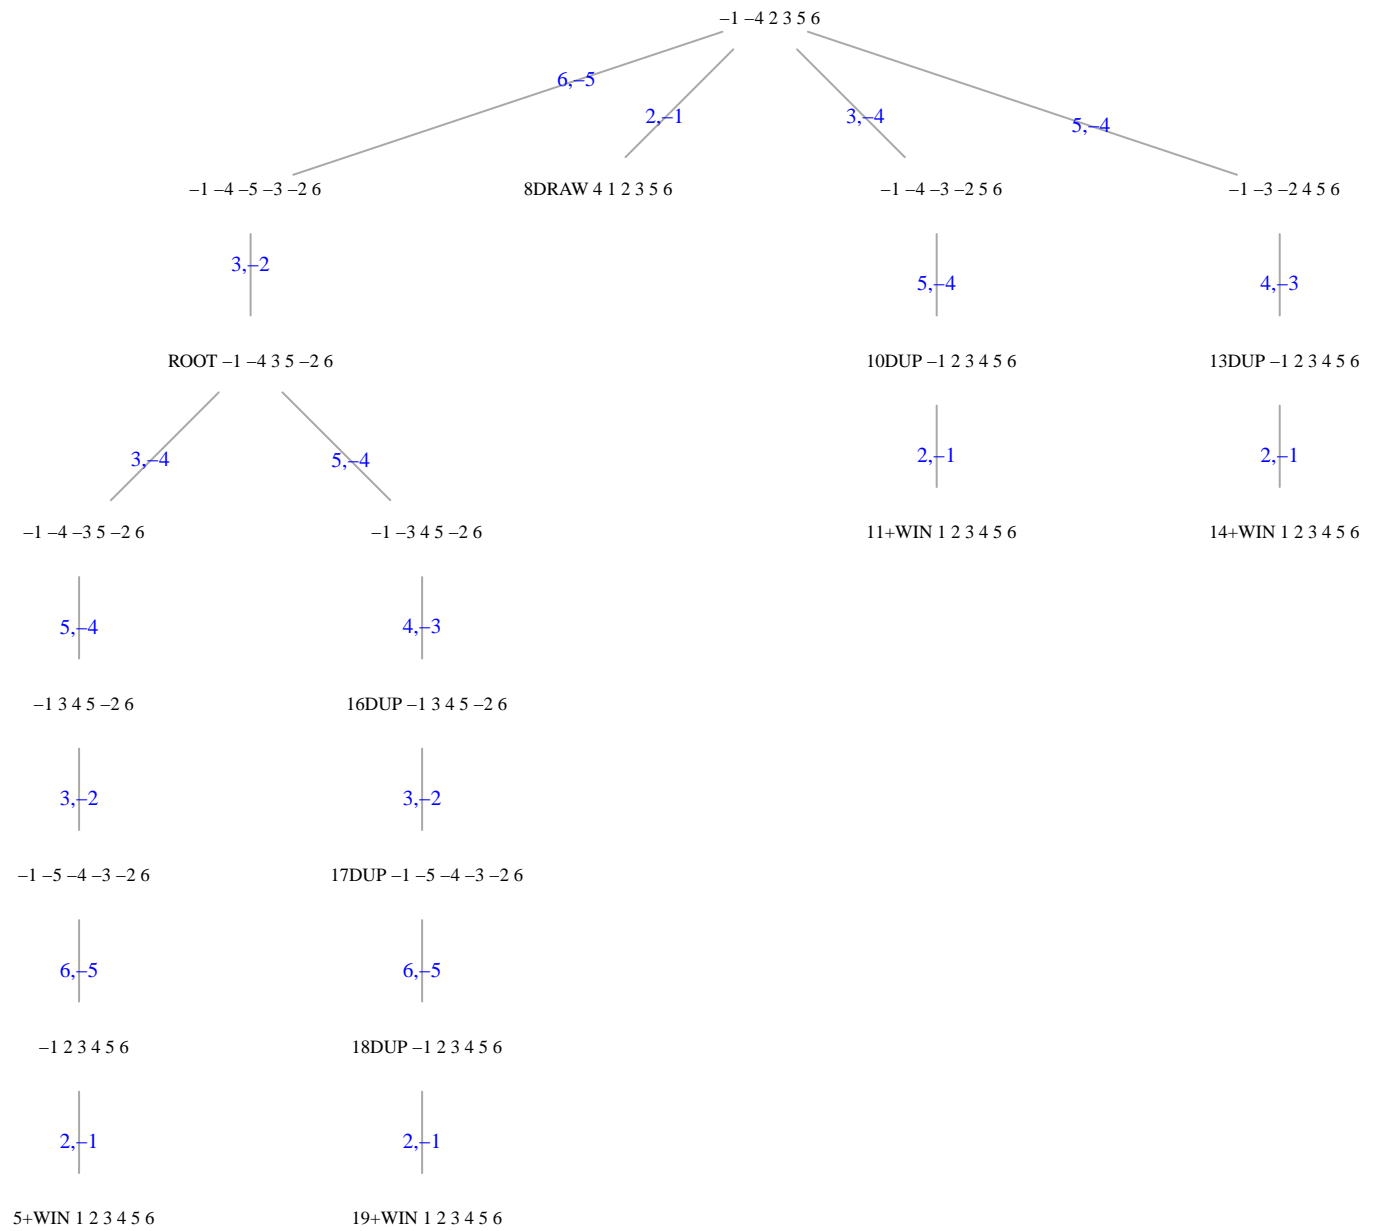 –1 –4 2 3 5 6
6,–5
2,–1
3,–4
5,–4
–1 –4 –5 –3 –2 6
8DRAW 4 1 2 3 5 6
–1 –4 –3 –2 5 6
–1 –3 –2 4 5 6
3,–2
5,–4
4,–3
ROOT –1 –4 3 5 –2 6
10DUP –1 2 3 4 5 6
13DUP –1 2 3 4 5 6
3,–4
5,–4
2,–1
2,–1
–1 –4 –3 5 –2 6
–1 –3 4 5 –2 6
11+WIN 1 2 3 4 5 6
14+WIN 1 2 3 4 5 6
5,–4
4,–3
–1 3 4 5 –2 6
16DUP –1 3 4 5 –2 6
3,–2
3,–2
–1 –5 –4 –3 –2 6
17DUP –1 –5 –4 –3 –2 6
6,–5
6,–5
–1 2 3 4 5 6
18DUP –1 2 3 4 5 6
2,–1
2,–1
5+WIN 1 2 3 4 5 6
19+WIN 1 2 3 4 5 6